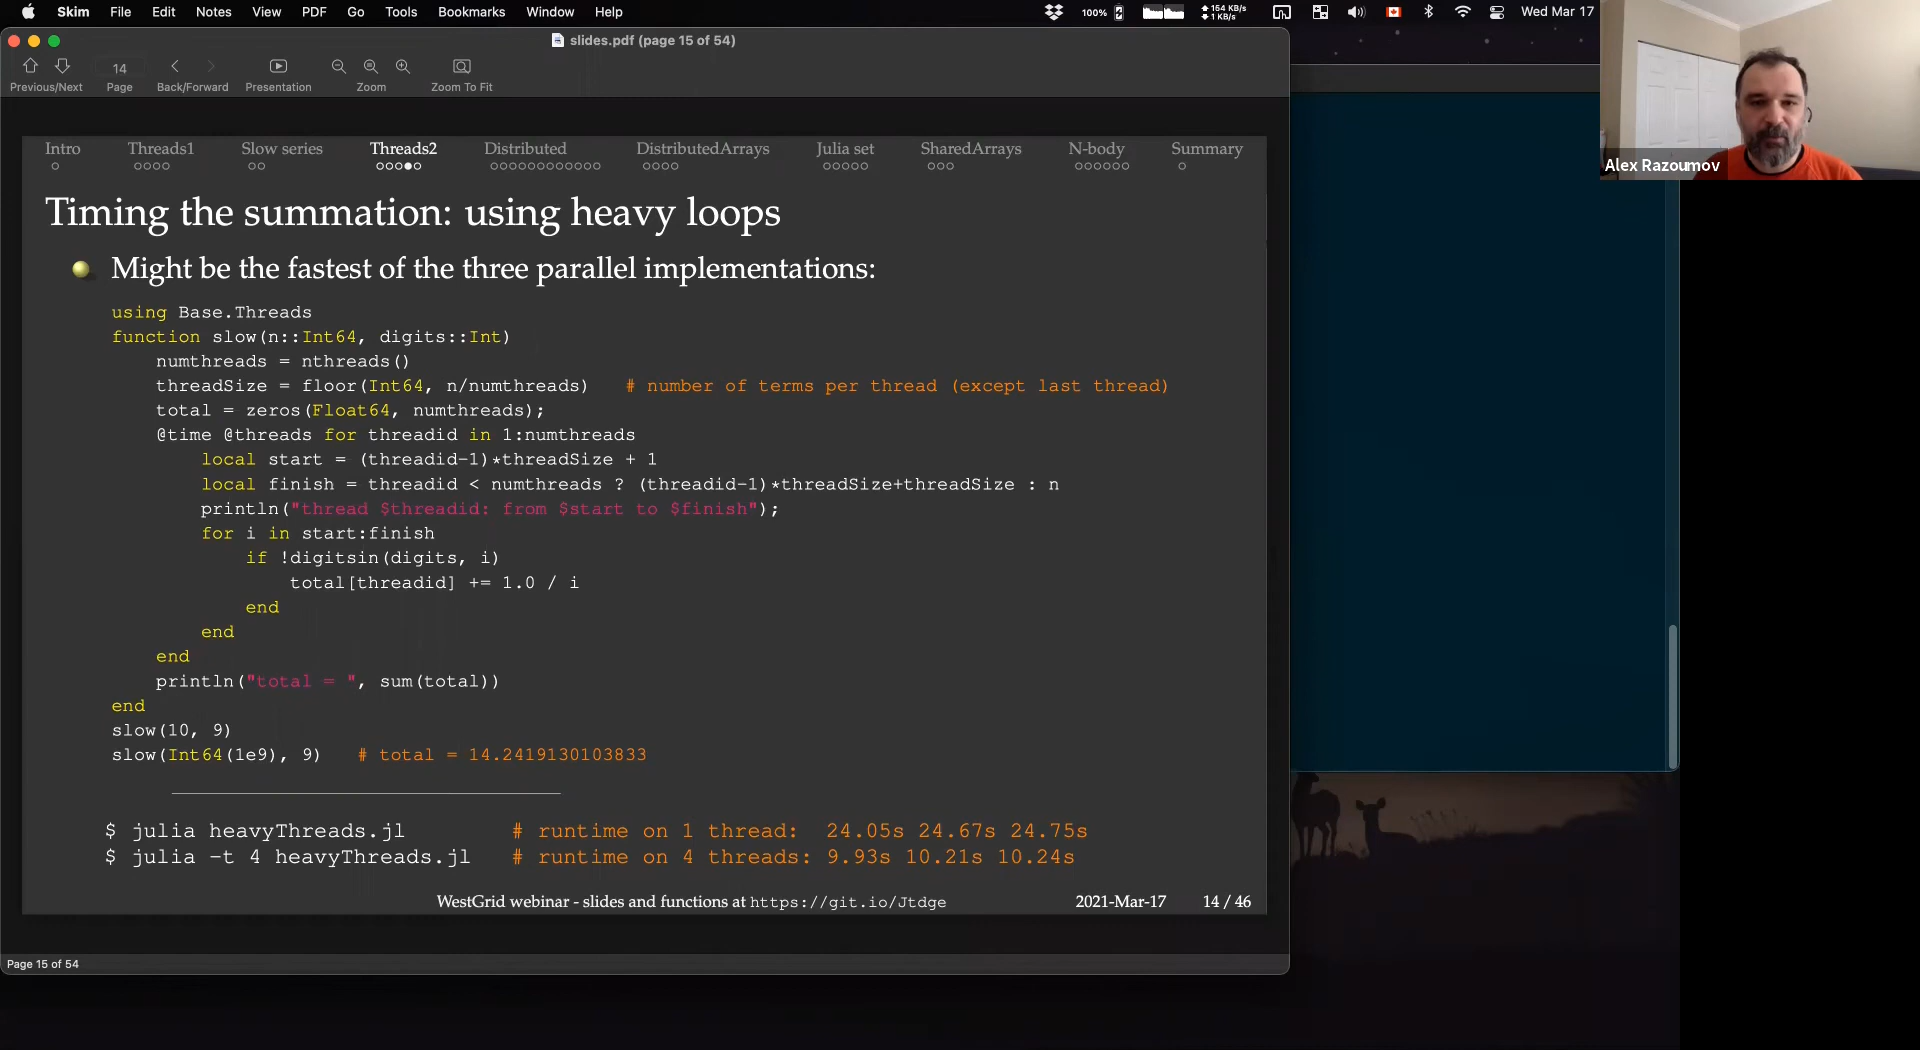 Skim File Edit Notes View PDF Go Tools Bookmarks Window Help 100% 154 KB/s 1 KB/s Wed Mar 17
slides.pdf (page 15 of 54)
14
Previous/Next Page Back/Forward Presentation Zoom Zoom To Fit
Alex Razoumov
Intro Threads1 Slow series Threads2 Distributed DistributedArrays Julia set SharedArrays N-body Summary
Timing the summation: using heavy loops
Might be the fastest of the three parallel implementations:
using Base.Threads
function slow(n::Int64, digits::Int)
    numthreads = nthreads()
    threadSize = floor(Int64, n/numthreads)   # number of terms per thread (except last thread)
    total = zeros(Float64, numthreads);
    @time @threads for threadid in 1:numthreads
        local start = (threadid-1)*threadSize + 1
        local finish = threadid < numthreads ? (threadid-1)*threadSize+threadSize : n
        println("thread $threadid: from $start to $finish");
        for i in start:finish
            if !digitsin(digits, i)
                total[threadid] += 1.0 / i
            end
        end
    end
    println("total = ", sum(total))
end
slow(10, 9)
slow(Int64(1e9), 9)   # total = 14.2419130103833
$ julia heavyThreads.jl   # runtime on 1 thread:  24.05s 24.67s 24.75s
$ julia -t 4 heavyThreads.jl   # runtime on 4 threads: 9.93s 10.21s 10.24s
WestGrid webinar - slides and functions at https://git.io/Jtdge 2021-Mar-17 14 / 46
Page 15 of 54